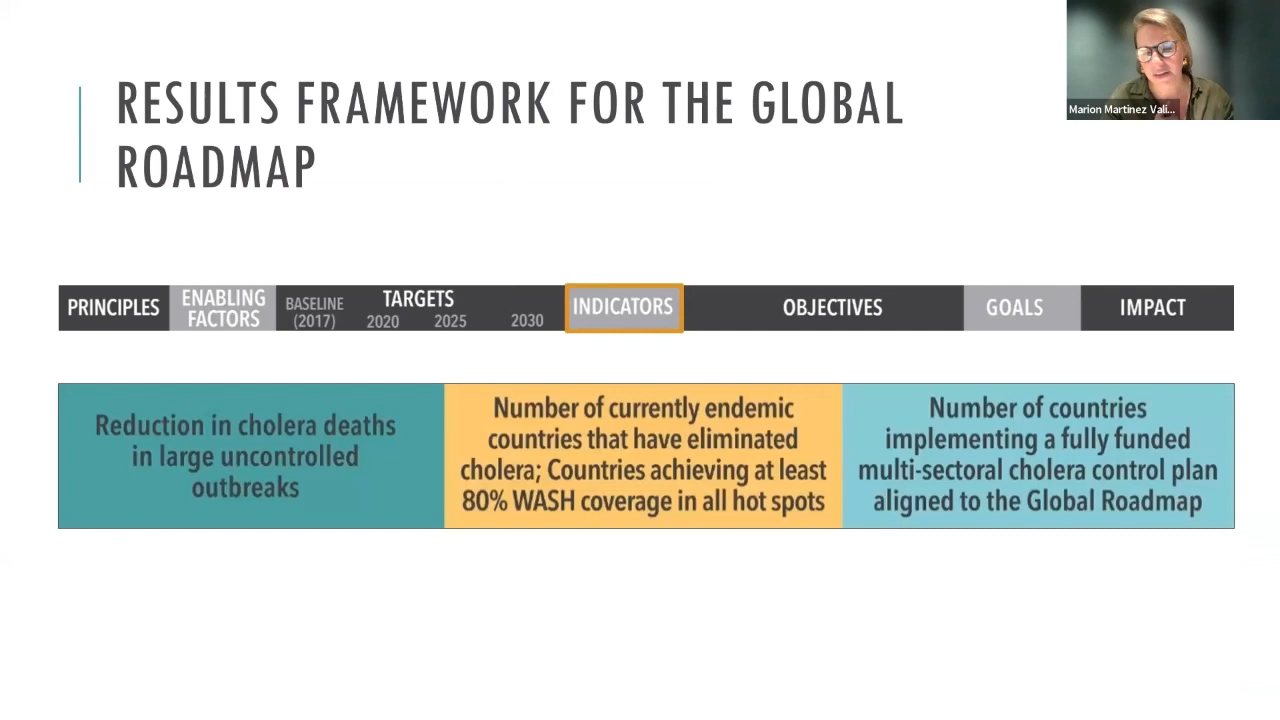 RESULTS FRAMEWORK FOR THE GLOBAL
ROADMAP
Marion Martinez Vali...
PRINCIPLES
ENABLING
FACTORS
BASELINE
(2017)
TARGETS
2020 2025 2030
INDICATORS
OBJECTIVES
GOALS
IMPACT
Reduction in cholera deaths
in large uncontrolled
outbreaks
Number of currently endemic
countries that have eliminated
cholera; Countries achieving at least
80% WASH coverage in all hot spots
Number of countries
implementing a fully funded
multi-sectoral cholera control plan
aligned to the Global Roadmap